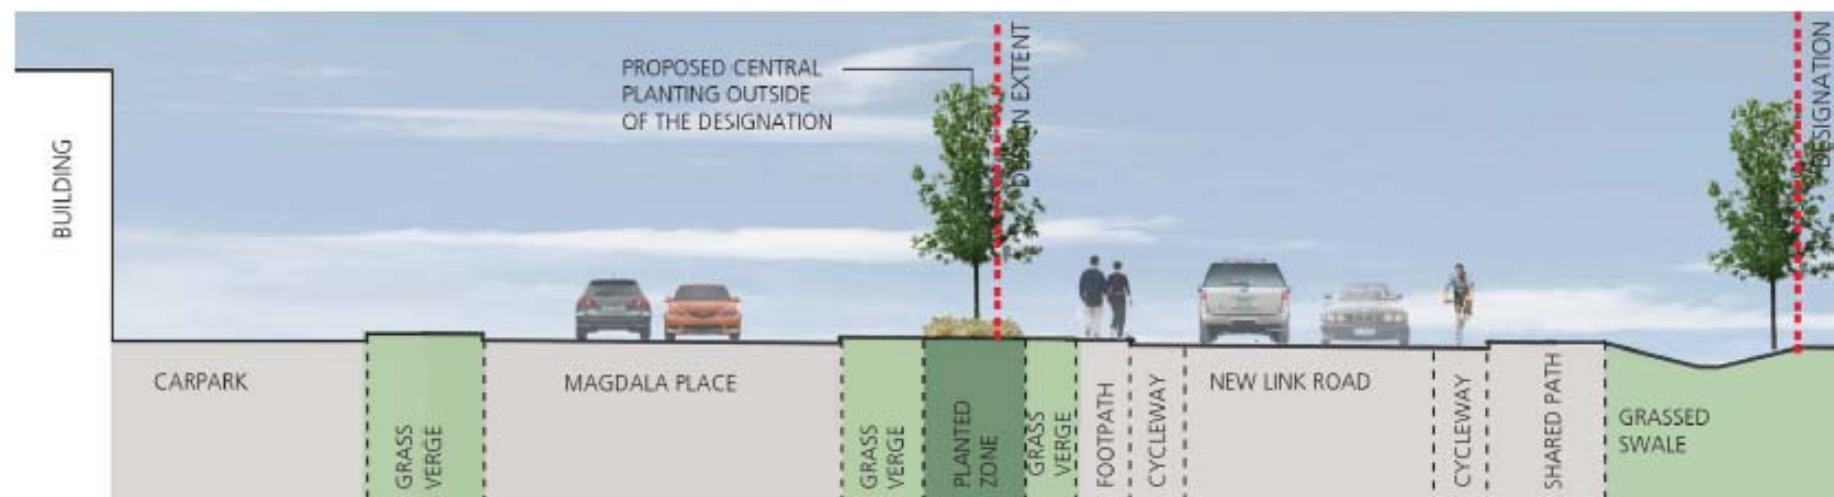 PROPOSED CENTRAL
PLANTING OUTSIDE
OF THE DESIGNATION
DESIGN EXTENT
DESIGNATION
BUILDING
CARPARK
GRASS
VERGE
MAGDALA PLACE
GRASS
VERGE
PLANTED
ZONE
GRASS
VERGE
FOOTPATH
CYCLEWAY
NEW LINK ROAD
CYCLEWAY
SHARED PATH
GRASSED
SWALE